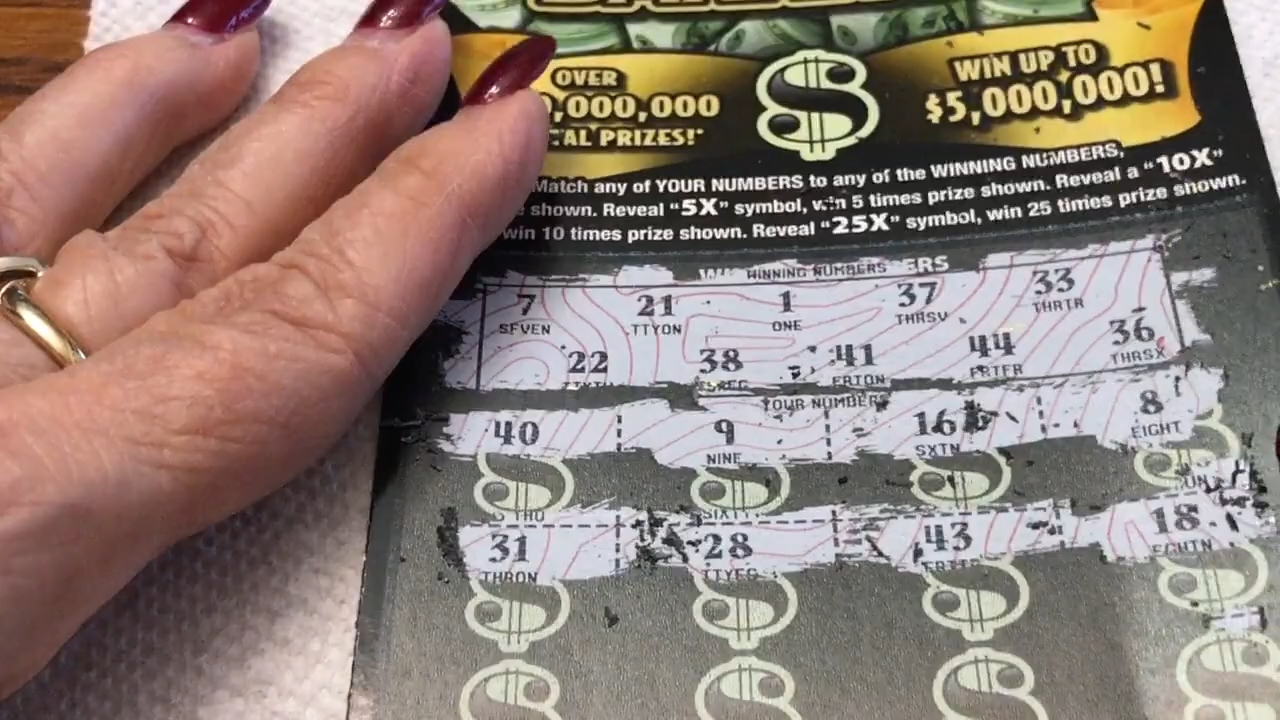 OVER
,000,000
CAL PRIZES!*
WIN UP TO
$5,000,000!
Match any of YOUR NUMBERS to any of the WINNING NUMBERS,
shown. Reveal "5X" symbol, win 5 times prize shown. Reveal a "10X"
win 10 times prize shown. Reveal "25X" symbol, win 25 times prize shown.
WINNING NUMBERS ERS
7 21 1 37 33
SEVEN TTYON ONE THRSV THRTR
22 38 41 44 36
FRTON FRTFR THRSX
YOUR NUMBERS
40 9 16 8
NINE SXTN EIGHT
31 28 43 18
THRON TTYEG EGHTN